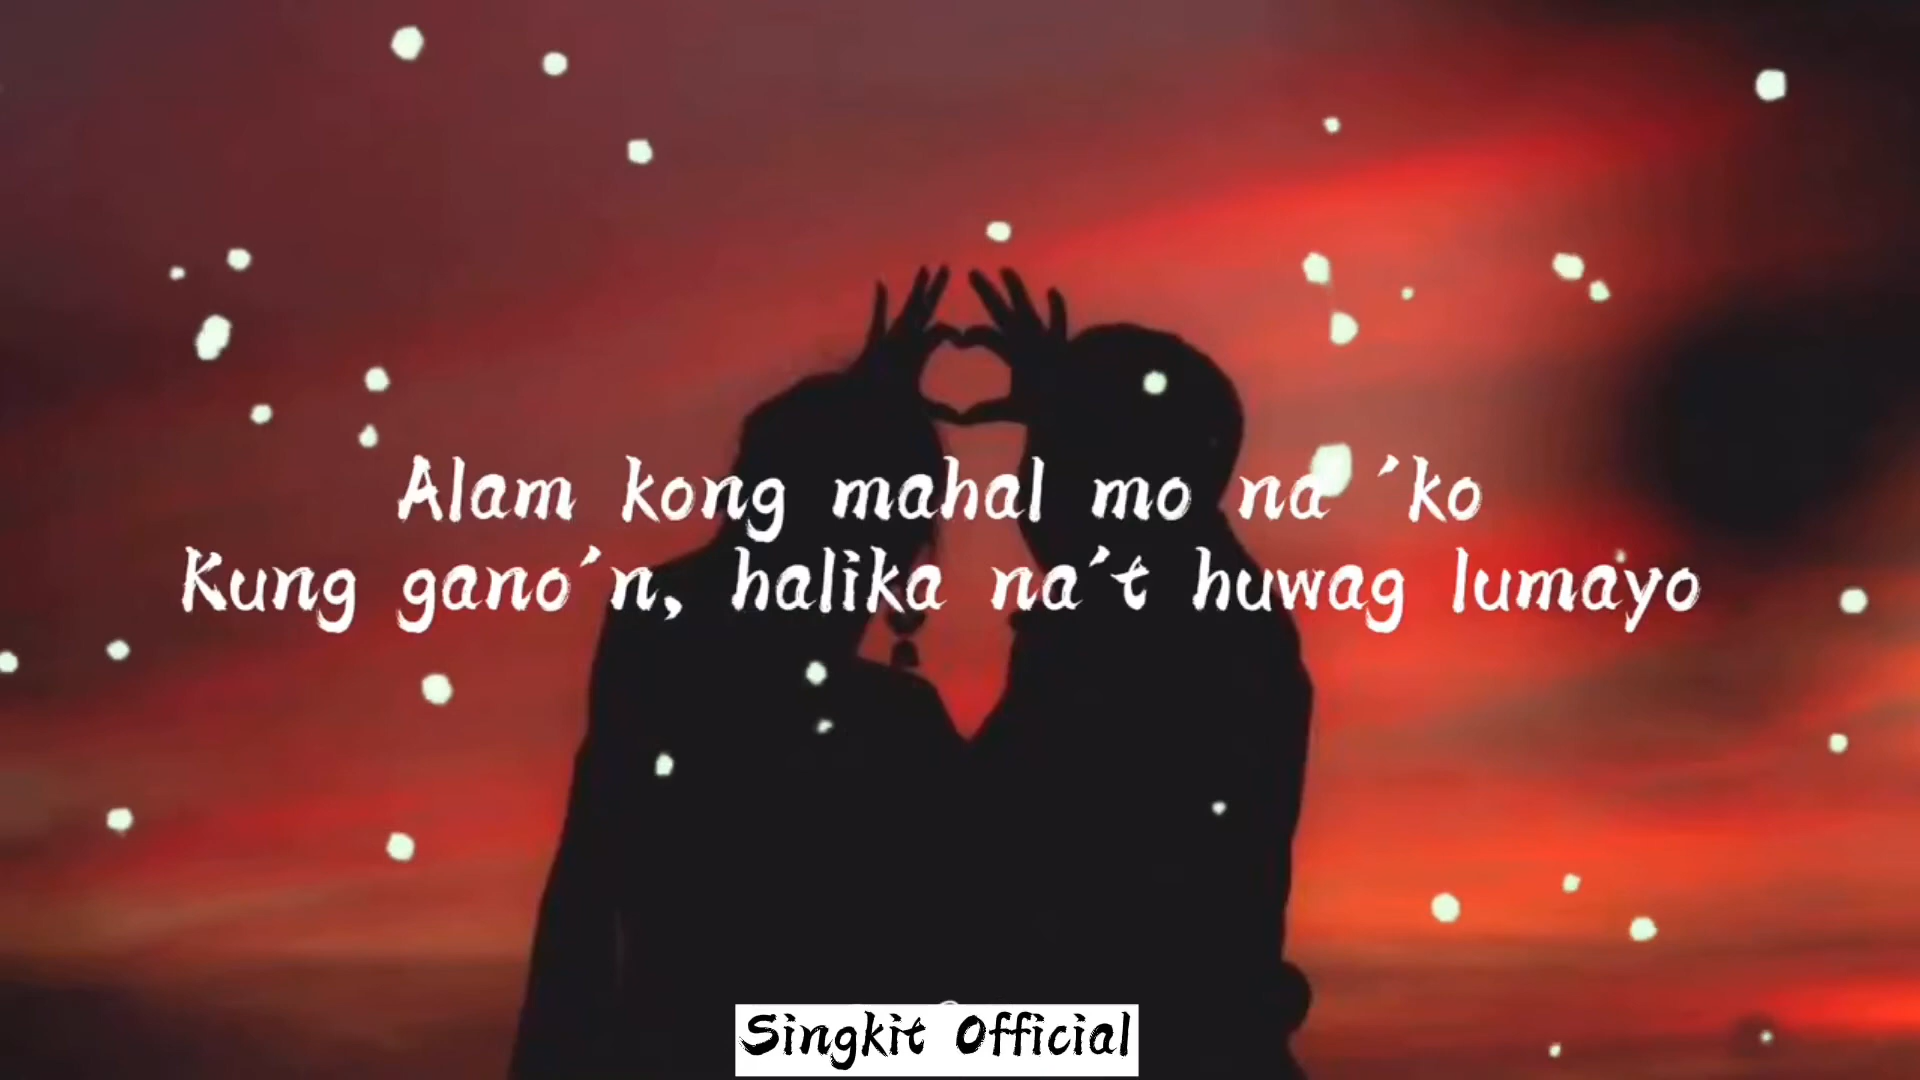 Alam kong mahal mo na 'ko
Kung gano'n, halika na't huwag lumayo
Singkit Official